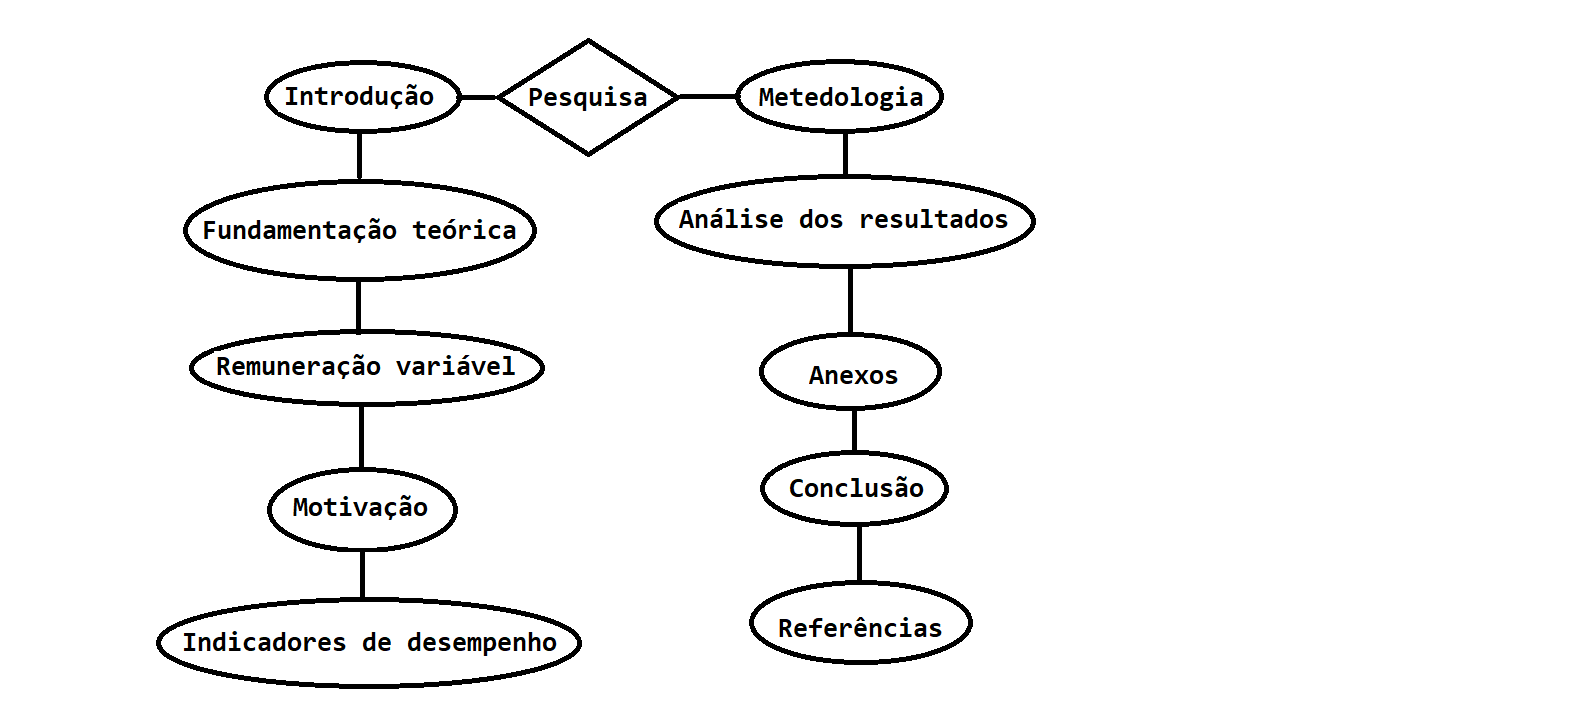 Introdução
Pesquisa
Metedologia
Fundamentação teórica
Análise dos resultados
Remuneração variável
Anexos
Motivação
Conclusão
Indicadores de desempenho
Referências